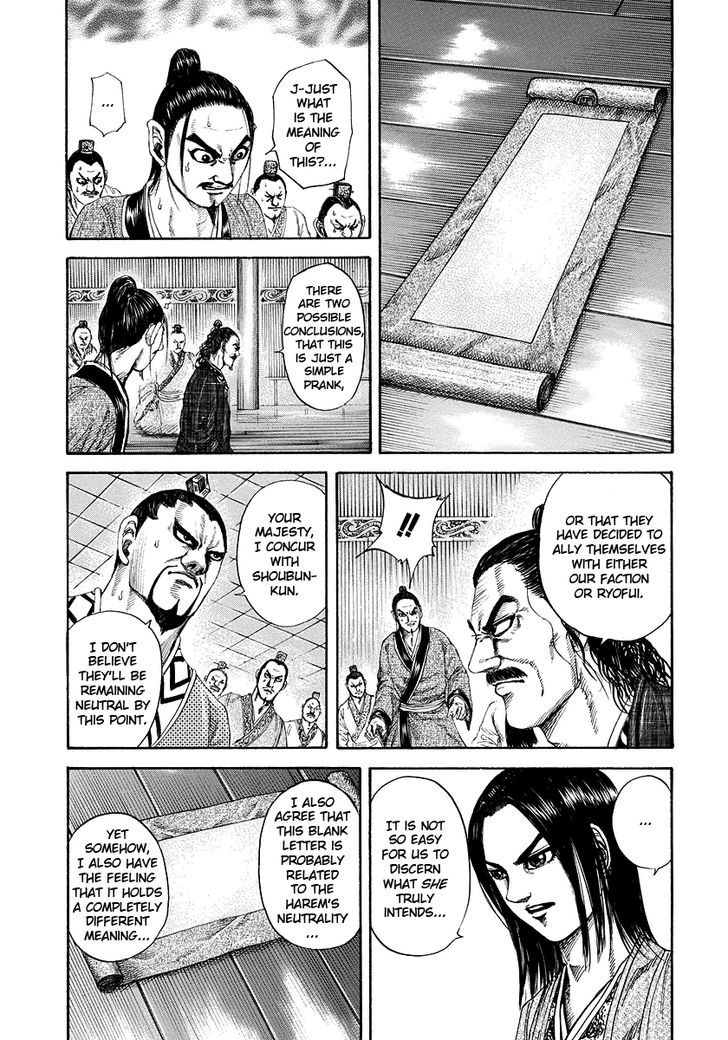 J-JUST
WHAT
IS THE
MEANING
OF
THIS?...
...
THERE
ARE TWO
POSSIBLE
CONCLUSIONS,
THAT THIS
IS JUST A
SIMPLE
PRANK,
OR THAT THEY
HAVE DECIDED
TO ALLY
THEMSELVES
WITH EITHER
OUR FACTION
OR RYOFUI.
!!
YOUR
MAJESTY,
I CONCUR
WITH
SHOUBUN-
KUN.
I DON'T
BELIEVE
THEY'LL BE
REMAINING
NEUTRAL BY
THIS POINT.
...
IT IS NOT
SO EASY
FOR US TO
DISCERN
WHAT SHE
TRULY
INTENDS...
I ALSO
AGREE THAT
THIS BLANK
LETTER IS
PROBABLY
RELATED
TO THE
HAREM'S
NEUTRALITY
...
YET
SOMEHOW,
I ALSO HAVE
THE FEELING
THAT IT HOLDS
A COMPLETELY
DIFFERENT
MEANING...